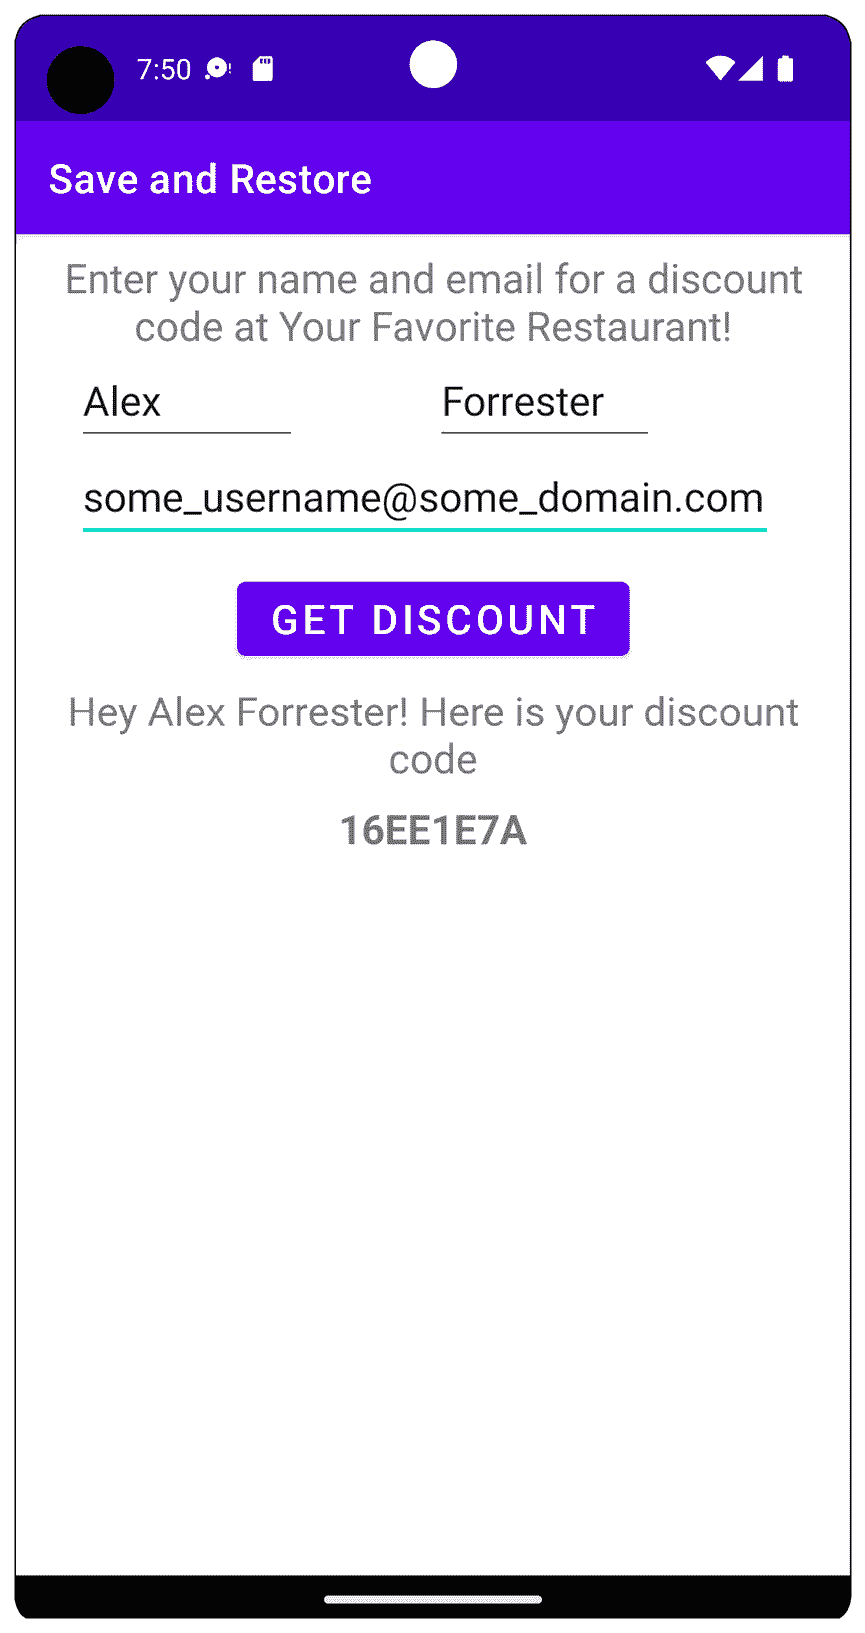 7:50
Save and Restore
Enter your name and email for a discount
code at Your Favorite Restaurant!
Alex Forrester
some_username@some_domain.com
GET DISCOUNT
Hey Alex Forrester! Here is your discount
code
16EE1E7A